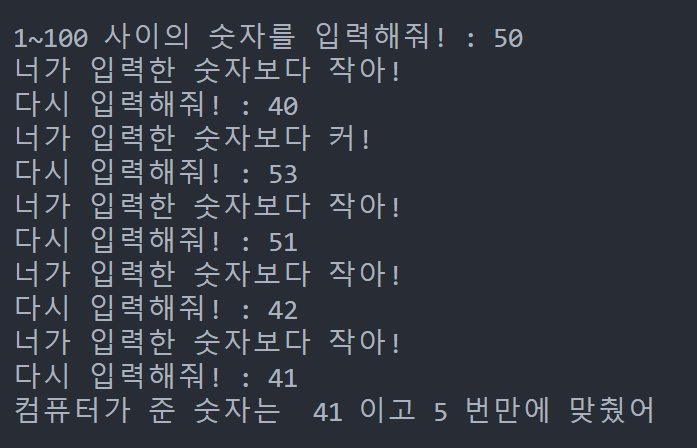 1~100 사이의 숫자를 입력해줘! : 50
너가 입력한 숫자보다 작아!
다시 입력해줘! : 40
너가 입력한 숫자보다 커!
다시 입력해줘! : 53
너가 입력한 숫자보다 작아!
다시 입력해줘! : 51
너가 입력한 숫자보다 작아!
다시 입력해줘! : 42
너가 입력한 숫자보다 작아!
다시 입력해줘! : 41
컴퓨터가 준 숫자는  41 이고 5 번만에 맞췄어